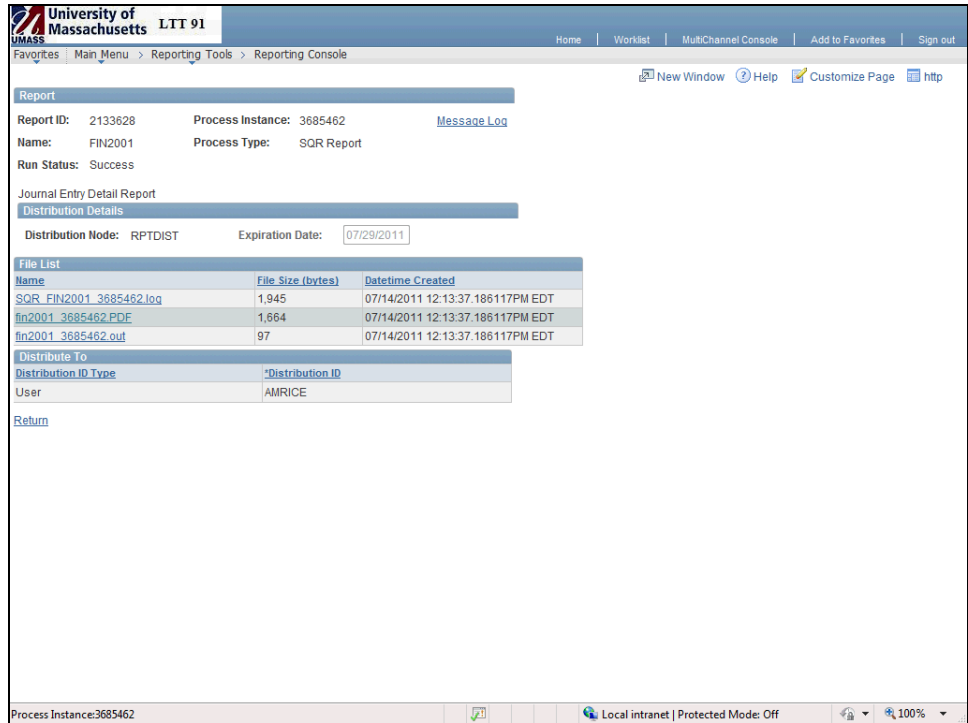 University of
Massachusetts LTT 91
UMASS
Home | Worklist | MultiChannel Console | Add to Favorites | Sign out
Favorites Main Menu > Reporting Tools > Reporting Console
New Window Help Customize Page http
Report
Report ID: 2133628 Process Instance: 3685462 Message Log
Name: FIN2001 Process Type: SQR Report
Run Status: Success
Journal Entry Detail Report
Distribution Details
Distribution Node: RPTDIST Expiration Date: 07/29/2011
File List
Name File Size (bytes) Datetime Created
SQR_FIN2001_3685462.log 1,945 07/14/2011 12:13:37.186117PM EDT
fin2001_3685462.PDF 1,664 07/14/2011 12:13:37.186117PM EDT
fin2001_3685462.out 97 07/14/2011 12:13:37.186117PM EDT
Distribute To
Distribution ID Type *Distribution ID
User AMRICE
Return
Process Instance:3685462 Local intranet | Protected Mode: Off 100%